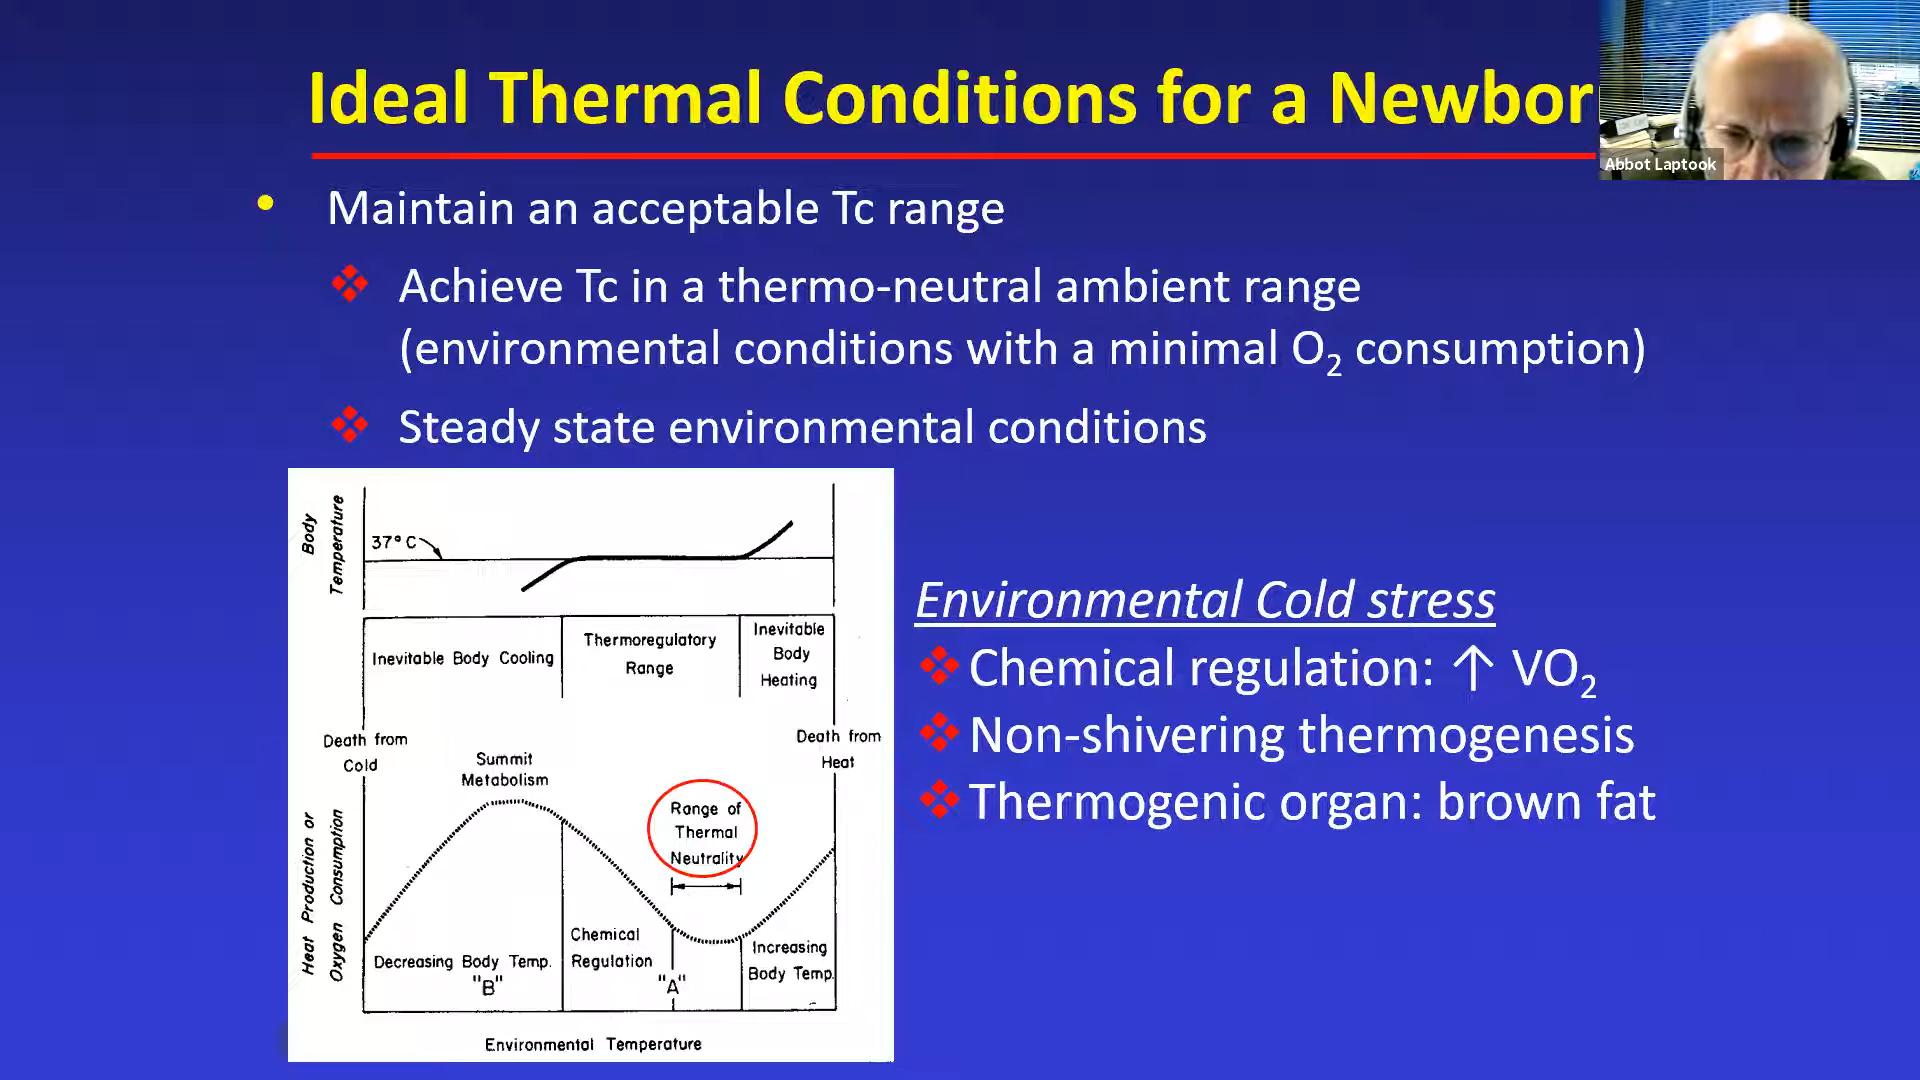 Ideal Thermal Conditions for a Newbor
Abbot Laptook
• Maintain an acceptable Tc range
❖ Achieve Tc in a thermo-neutral ambient range
(environmental conditions with a minimal O₂ consumption)
❖ Steady state environmental conditions
Body
Temperature
37°C
Inevitable Body Cooling
Thermoregulatory
Range
Inevitable
Body
Heating
Death from
Cold
Summit
Metabolism
Death from
Heat
Range of
Thermal
Neutrality
Heat Production or
Oxygen Consumption
Decreasing Body Temp.
"B"
Chemical
Regulation
"A"
Increasing
Body Temp.
Environmental Temperature
Environmental Cold stress
❖ Chemical regulation: ↑ VO₂
❖ Non-shivering thermogenesis
❖ Thermogenic organ: brown fat